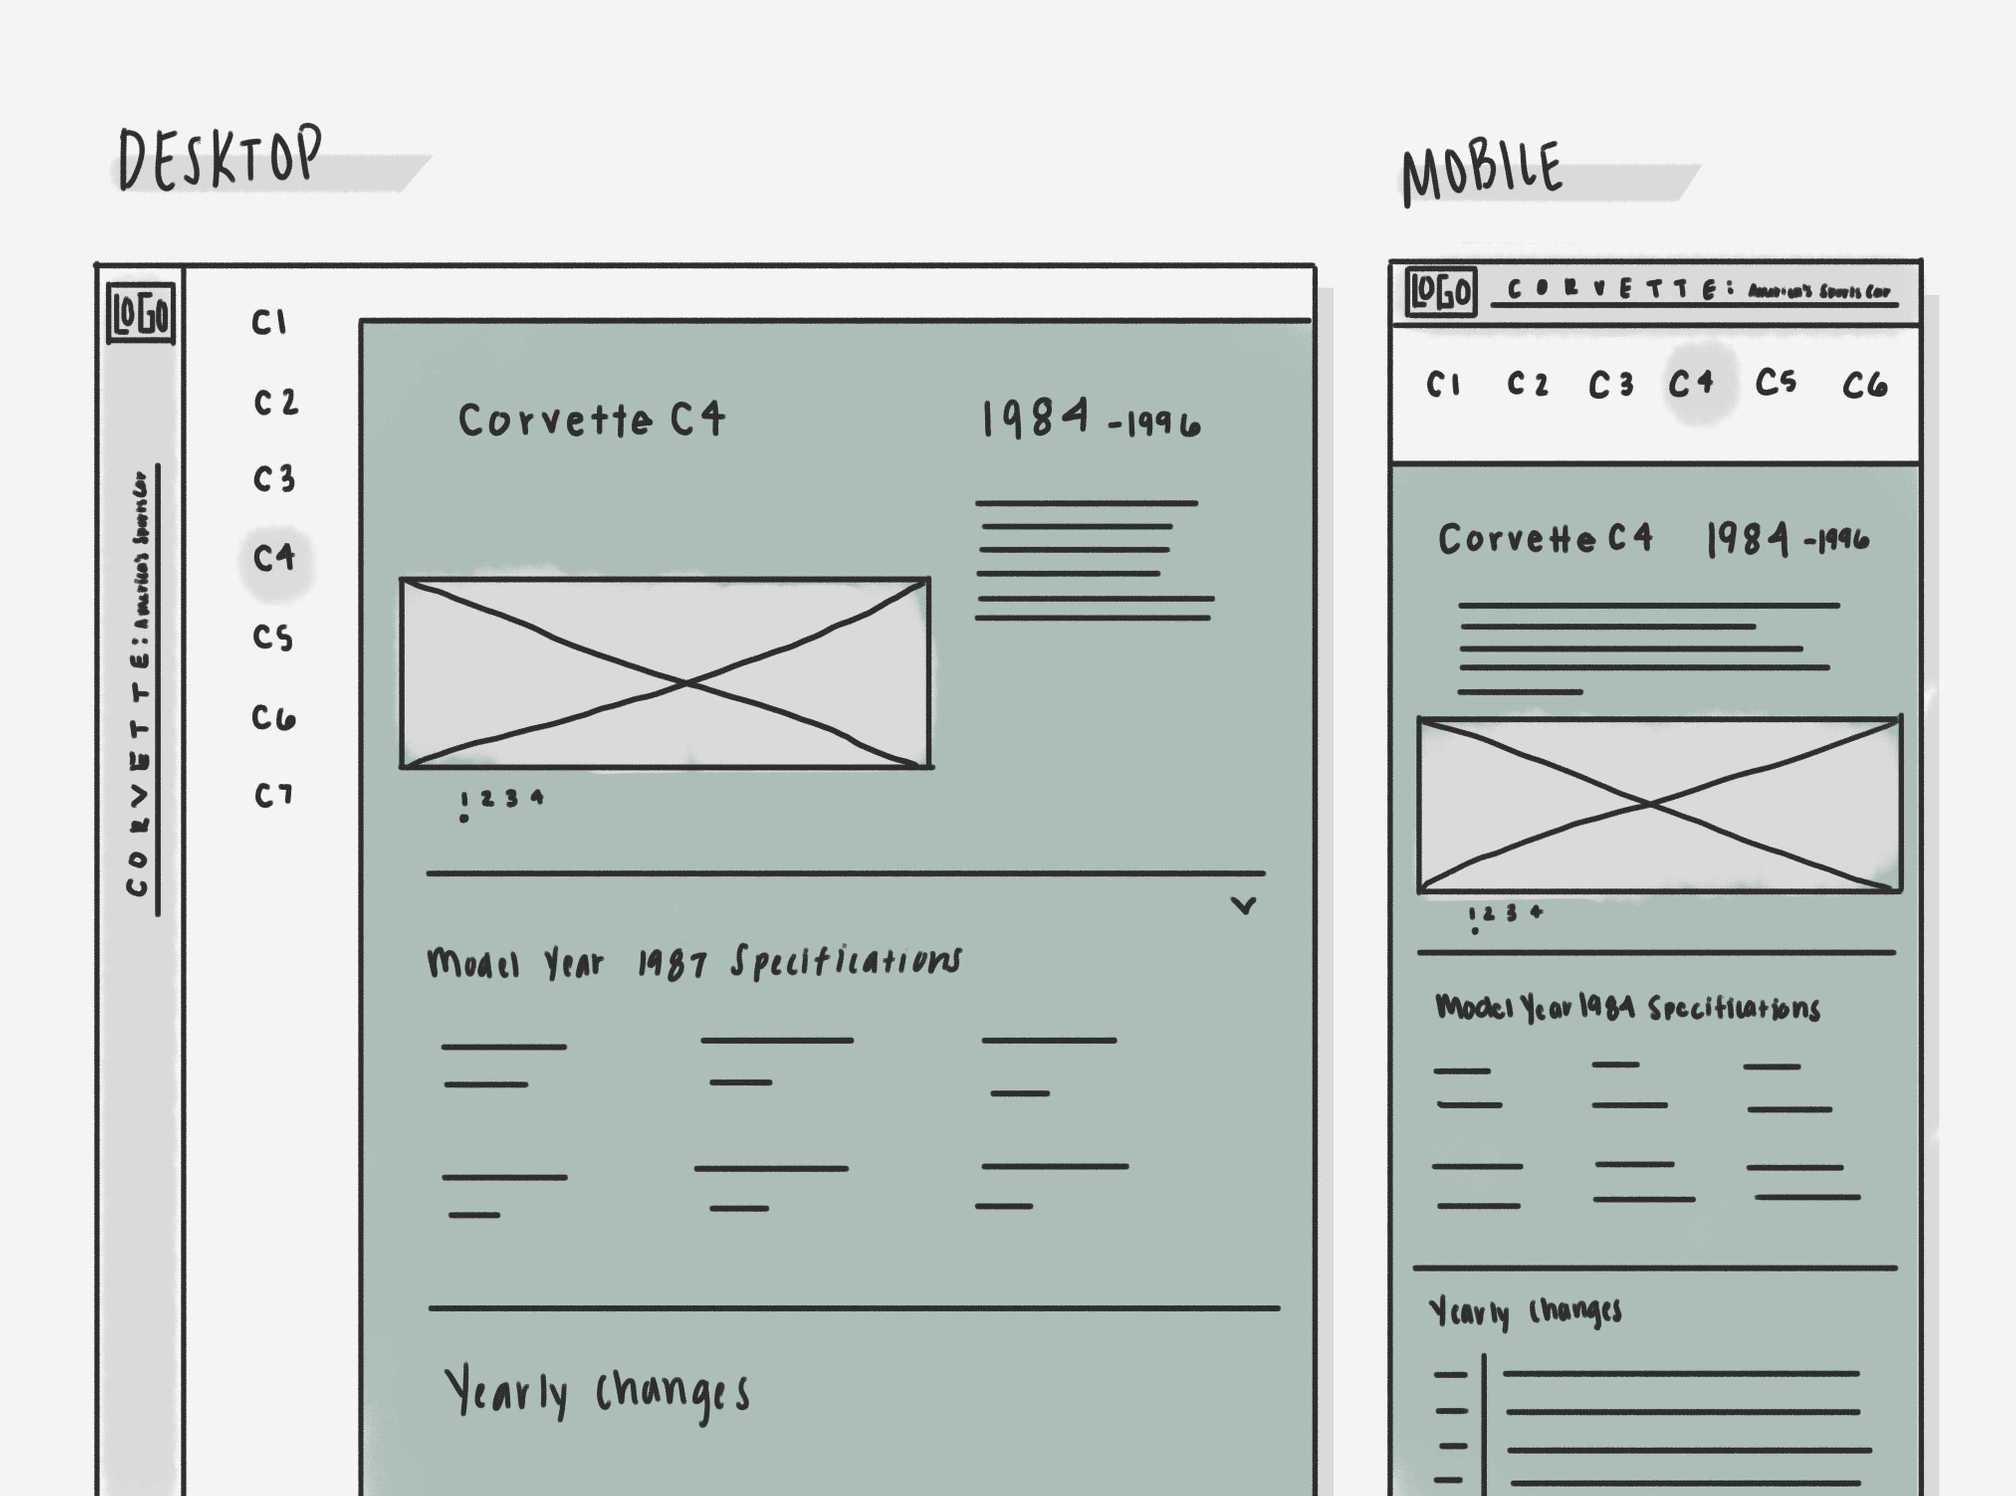 DESKTOP
LOGO
CORVETTE: America's Sports Car
C1
C2
C3
C4
C5
C6
C7
Corvette C4
1984 -1996
1 2 3 4
Model Year 1987 Specifications
Yearly Changes
MOBILE
LOGO
CORVETTE: America's Sports Car
C1 C2 C3 C4 C5 C6
Corvette C4 1984 -1996
1 2 3 4
Model Year 1984 Specifications
Yearly Changes